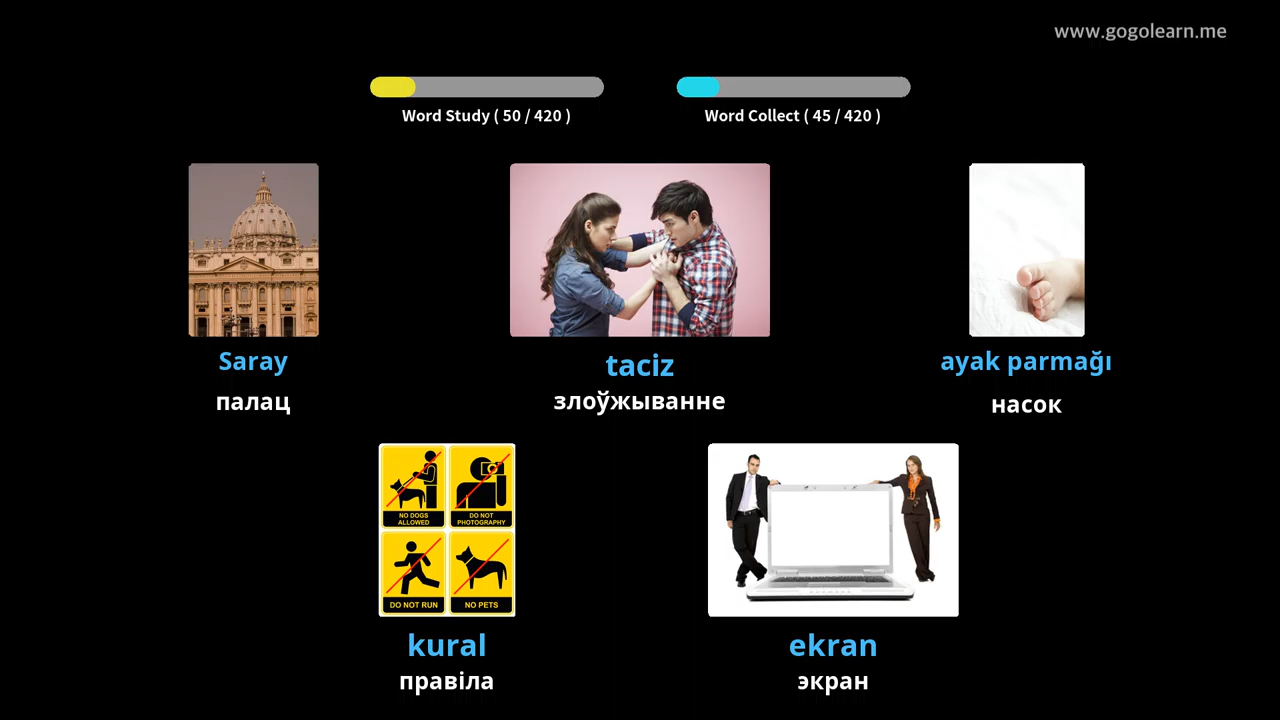 www.gogolearn.me
Word Study ( 50 / 420 )
Word Collect ( 45 / 420 )
Saray
палац
taciz
злоўжыванне
ayak parmağı
насок
NO DOGS
ALLOWED
DO NOT
PHOTOGRAPHY
DO NOT RUN
NO PETS
kural
правіла
ekran
экран